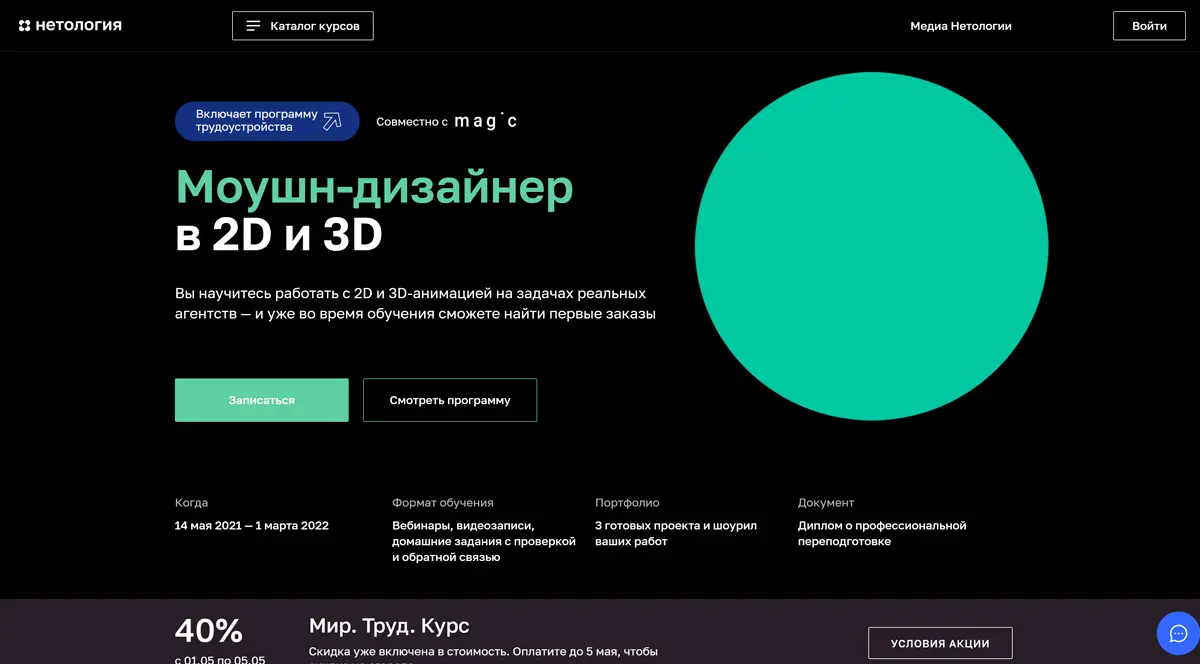 нетология
Каталог курсов
Медиа Нетологии
Войти
Включает программу
трудоустройства
Совместно с magic
Моушн-дизайнер
в 2D и 3D
Вы научитесь работать с 2D и 3D-анимацией на задачах реальных
агентств — и уже во время обучения сможете найти первые заказы
Записаться
Смотреть программу
Когда
14 мая 2021 — 1 марта 2022
Формат обучения
Вебинары, видеозаписи,
домашние задания с проверкой
и обратной связью
Портфолио
3 готовых проекта и шоурил
ваших работ
Документ
Диплом о профессиональной
переподготовке
40%
с 01.05 по 05.05
Мир. Труд. Курс
Скидка уже включена в стоимость. Оплатите до 5 мая, чтобы
УСЛОВИЯ АКЦИИ